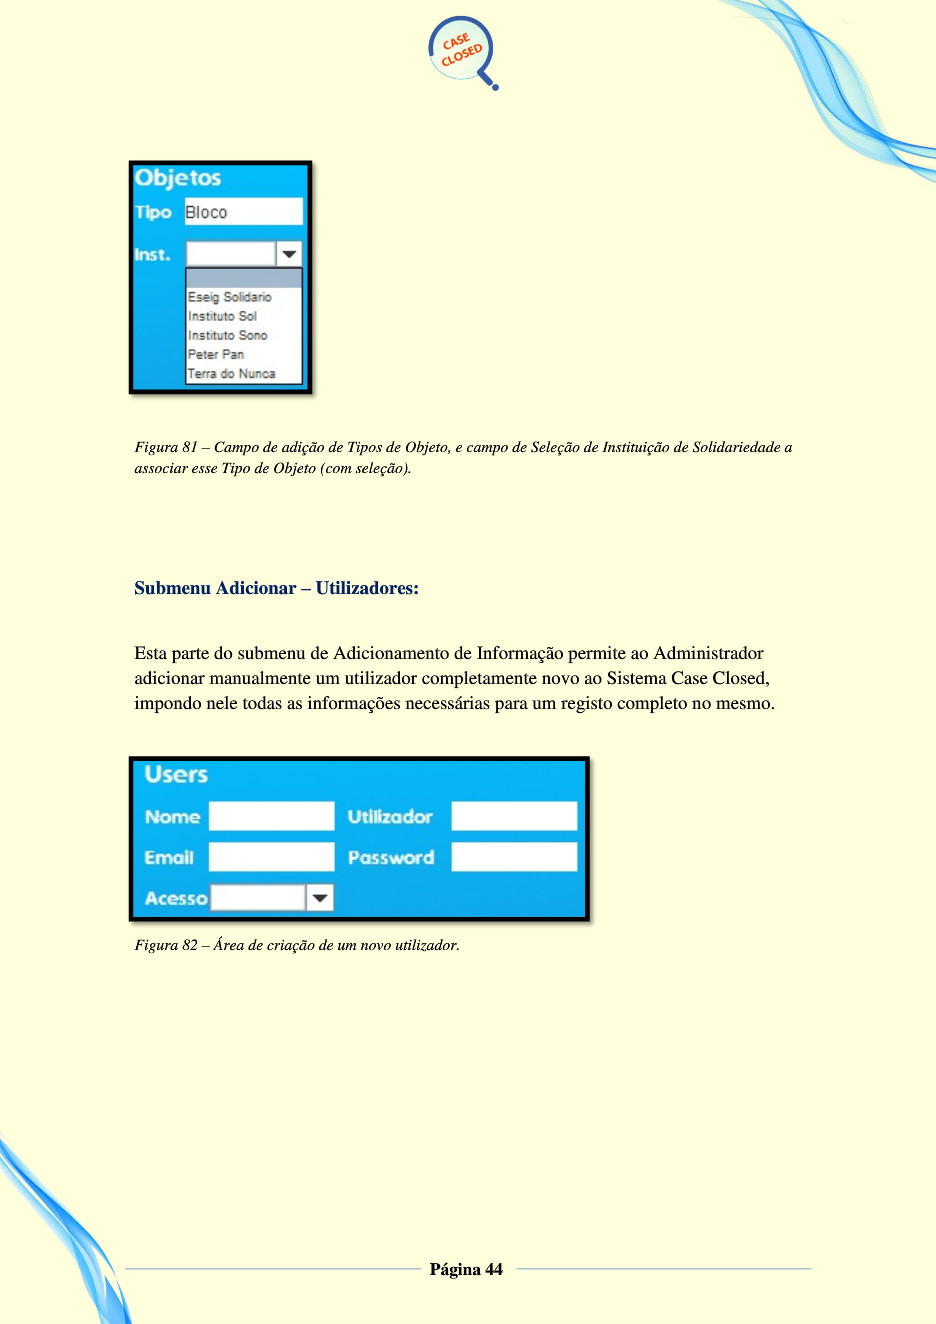 CASE
CLOSED
Objetos
Tipo Bloco
Inst.
Eseig Solidario
Instituto Sol
Instituto Sono
Peter Pan
Terra do Nunca
Figura 81 – Campo de adição de Tipos de Objeto, e campo de Seleção de Instituição de Solidariedade a
associar esse Tipo de Objeto (com seleção).
Submenu Adicionar – Utilizadores:
Esta parte do submenu de Adicionamento de Informação permite ao Administrador
adicionar manualmente um utilizador completamente novo ao Sistema Case Closed,
impondo nele todas as informações necessárias para um registo completo no mesmo.
Users
Nome Utilizador
Email Password
Acesso
Figura 82 – Área de criação de um novo utilizador.
Página 44